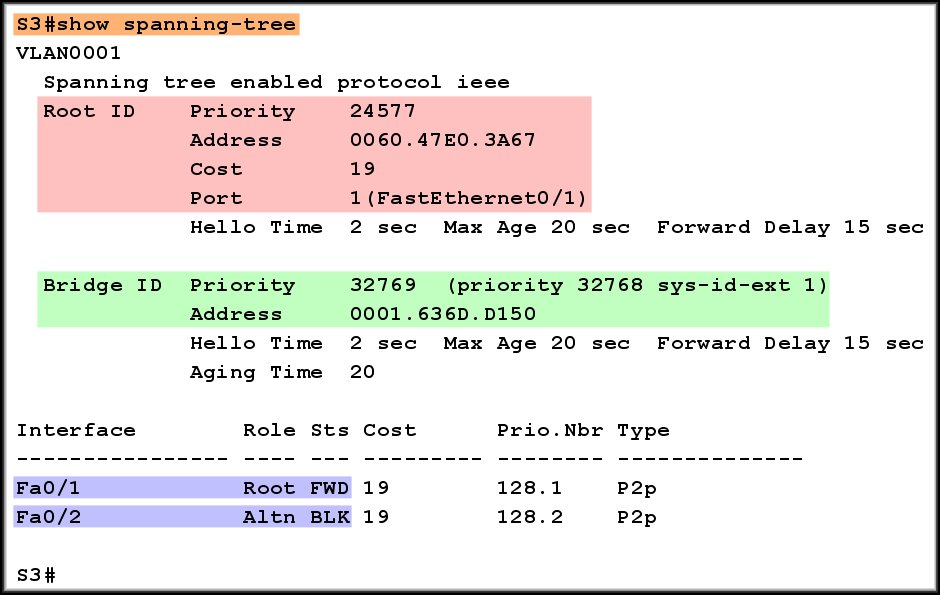 S3#show spanning-tree
VLAN0001
  Spanning tree enabled protocol ieee
  Root ID    Priority    24577
             Address     0060.47E0.3A67
             Cost        19
             Port        1(FastEthernet0/1)
             Hello Time  2 sec  Max Age 20 sec  Forward Delay 15 sec

  Bridge ID  Priority    32769  (priority 32768 sys-id-ext 1)
             Address     0001.636D.D150
             Hello Time  2 sec  Max Age 20 sec  Forward Delay 15 sec
             Aging Time  20

Interface        Role Sts Cost      Prio.Nbr Type
---------------- ---- --- --------- -------- --------------
Fa0/1            Root FWD 19        128.1    P2p
Fa0/2            Altn BLK 19        128.2    P2p

S3#